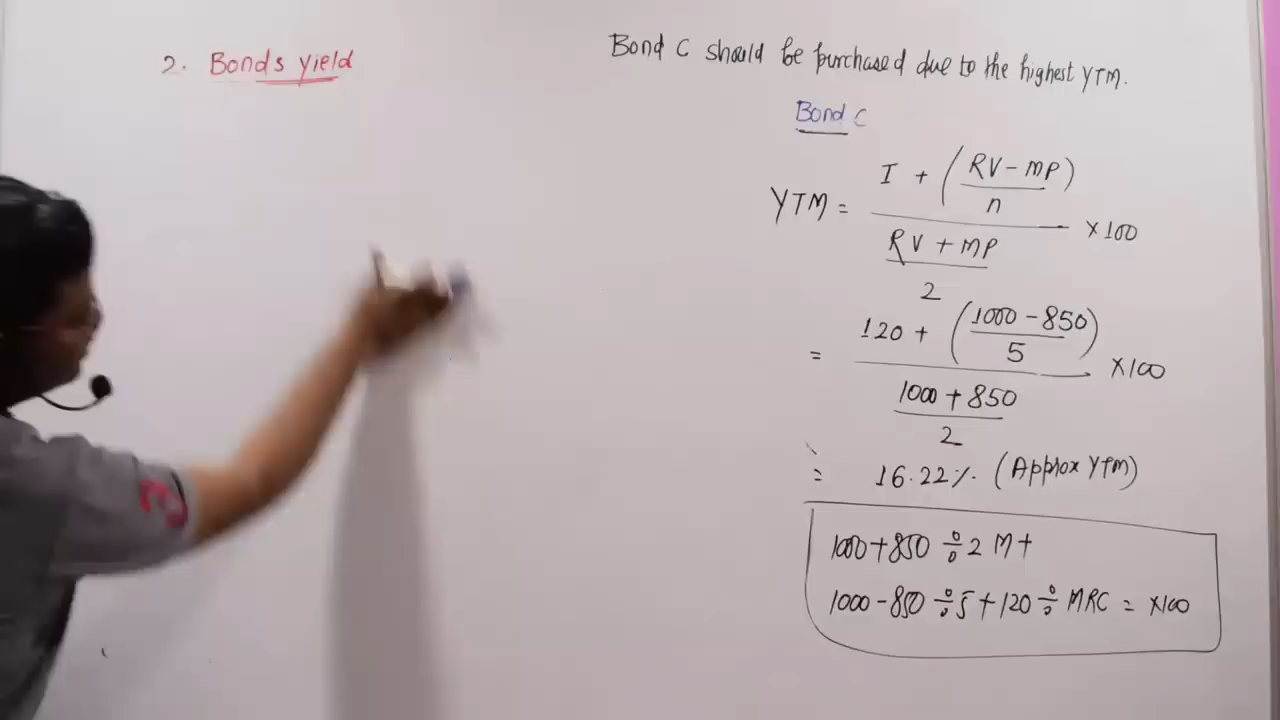 2. Bonds yield
Bond C should be purchased due to the highest YTM.
Bond C
YTM = I + (RV - MP / n) / RV + MP / 2 × 100
= 120 + (1000 - 850 / 5) / 1000 + 850 / 2 × 100
= 16.22% (Approx YTM)
1000 + 850 ÷ 2 M+
1000 - 850 ÷ 5 + 120 ÷ MRC = × 100